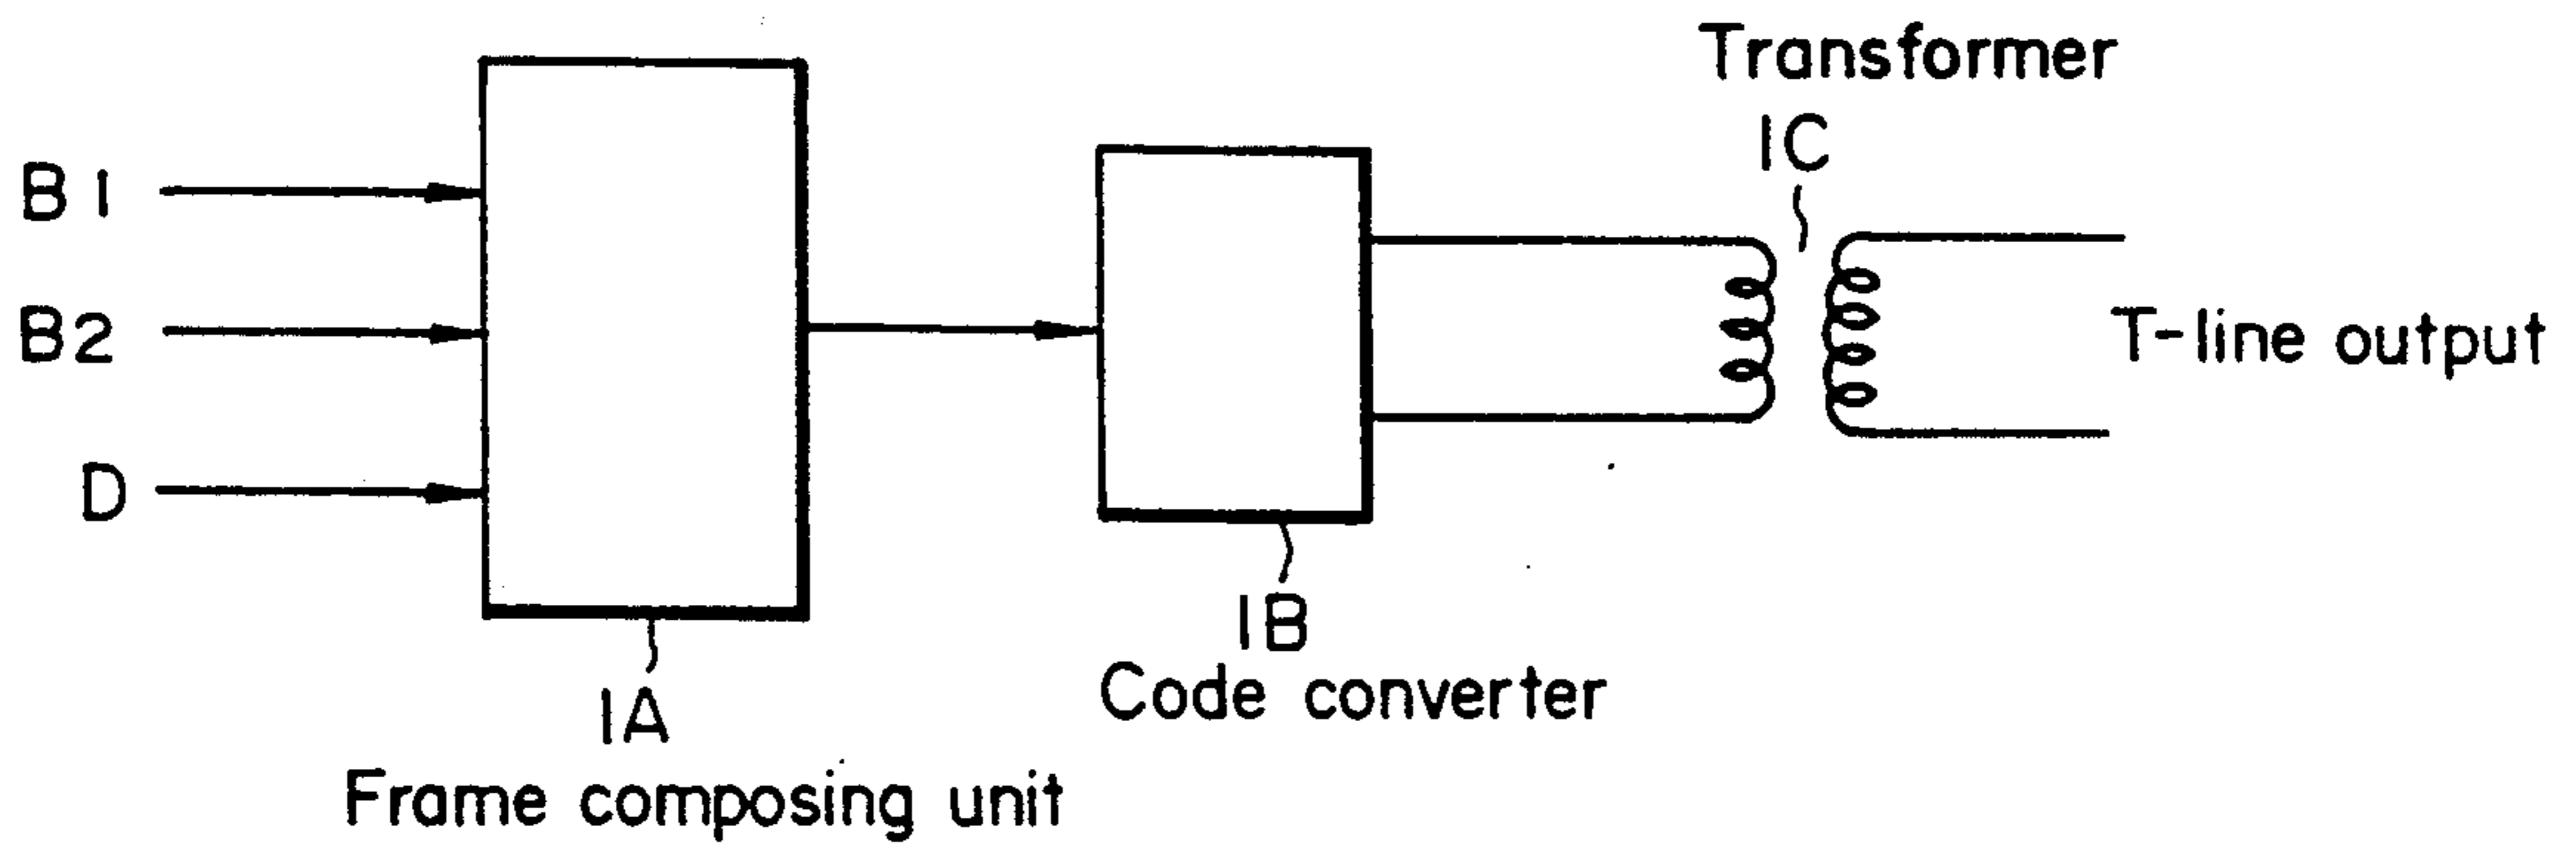 Transformer
1C
B1
B2
D
T-line output
1B
Code converter
1A
Frame composing unit